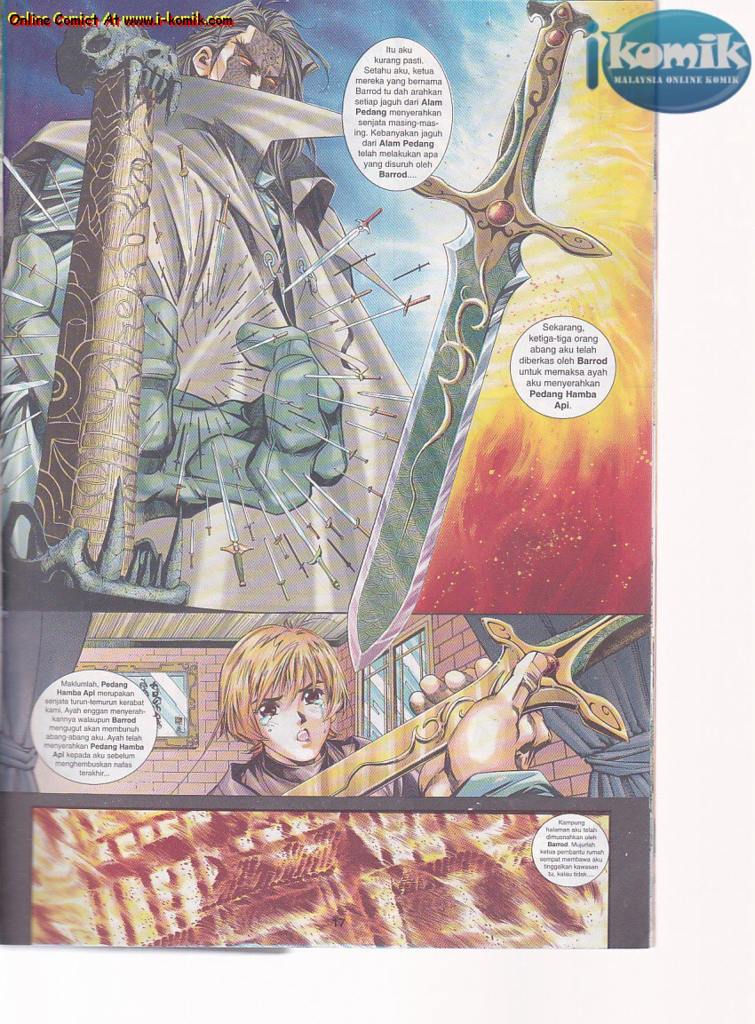 Online Comict At www.i-komik.com
ikomik
MALAYSIA ONLINE KOMIK
Itu aku
kurang pasti.
Setahu aku, ketua
mereka yang bernama
Barrod tu dah arahkan
setiap jaguh dari Alam
Pedang menyerahkan
senjata masing-mas-
ing. Kebanyakan jaguh
dari Alam Pedang
telah melakukan apa
yang disuruh oleh
Barrod....
Sekarang,
ketiga-tiga orang
abang aku telah
diberkas oleh Barrod
untuk memaksa ayah
aku menyerahkan
Pedang Hamba
Api.
Maklumlah, Pedang
Hamba Api merupakan
senjata turun-temurun kerabat
kami. Ayah enggan menyerah-
kannya walaupun Barrod
mengugut akan membunuh
abang-abang aku. Ayah telah
menyerahkan Pedang Hamba
Api kepada aku sebelum
menghembuskan nafas
terakhir...
Kampung
halaman aku telah
dimusnahkan oleh
Barrod. Mujurlah
ketua pembantu rumah
sempat membawa aku
tinggalkan kawasan
tu, kalau tidak....
17